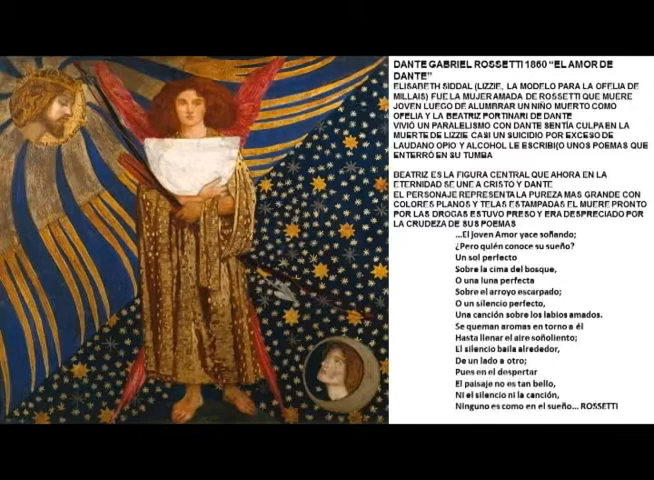 DANTE GABRIEL ROSSETTI 1860 "EL AMOR DE
DANTE"
ELISABETH SIDDAL (LIZZIE, LA MODELO PARA LA OFELIA DE
MILLAIS) FUE LA MUJER AMADA DE ROSSETTI QUE MUERE
JOVEN LUEGO DE ALUMBRAR UN NIÑO MUERTO COMO
OFELIA Y LA BEATRIZ PORTINARI DE DANTE
VIVIÓ UN PARALELISMO CON DANTE SENTÍA CULPA EN LA
MUERTE DE LIZZIE CASI UN SUICIDIO POR EXCESO DE
LAUDANO OPIO Y ALCOHOL LE ESCRIBI(O UNOS POEMAS QUE
ENTERRÓ EN SU TUMBA
BEATRIZ ES LA FIGURA CENTRAL QUE AHORA EN LA
ETERNIDAD SE UNE A CRISTO Y DANTE
EL PERSONAJE REPRESENTA LA PUREZA MAS GRANDE CON
COLORES PLANOS Y TELAS ESTAMPADAS EL MUERE PRONTO
POR LAS DROGAS ESTUVO PRESO Y ERA DESPRECIADO POR
LA CRUDEZA DE SUS POEMAS
...El joven Amor yace soñando;
¿Pero quién conoce su sueño?
Un sol perfecto
Sobre la cima del bosque,
O una luna perfecta
Sobre el arroyo escarpado;
O un silencio perfecto,
Una canción sobre los labios amados.
Se queman aromas en torno a él
Hasta llenar el aire soñoliento;
El silencio baila alrededor,
De un lado a otro;
Pues en el despertar
El paisaje no es tan bello,
Ni el silencio ni la canción,
Ninguno es como en el sueño... ROSSETTI